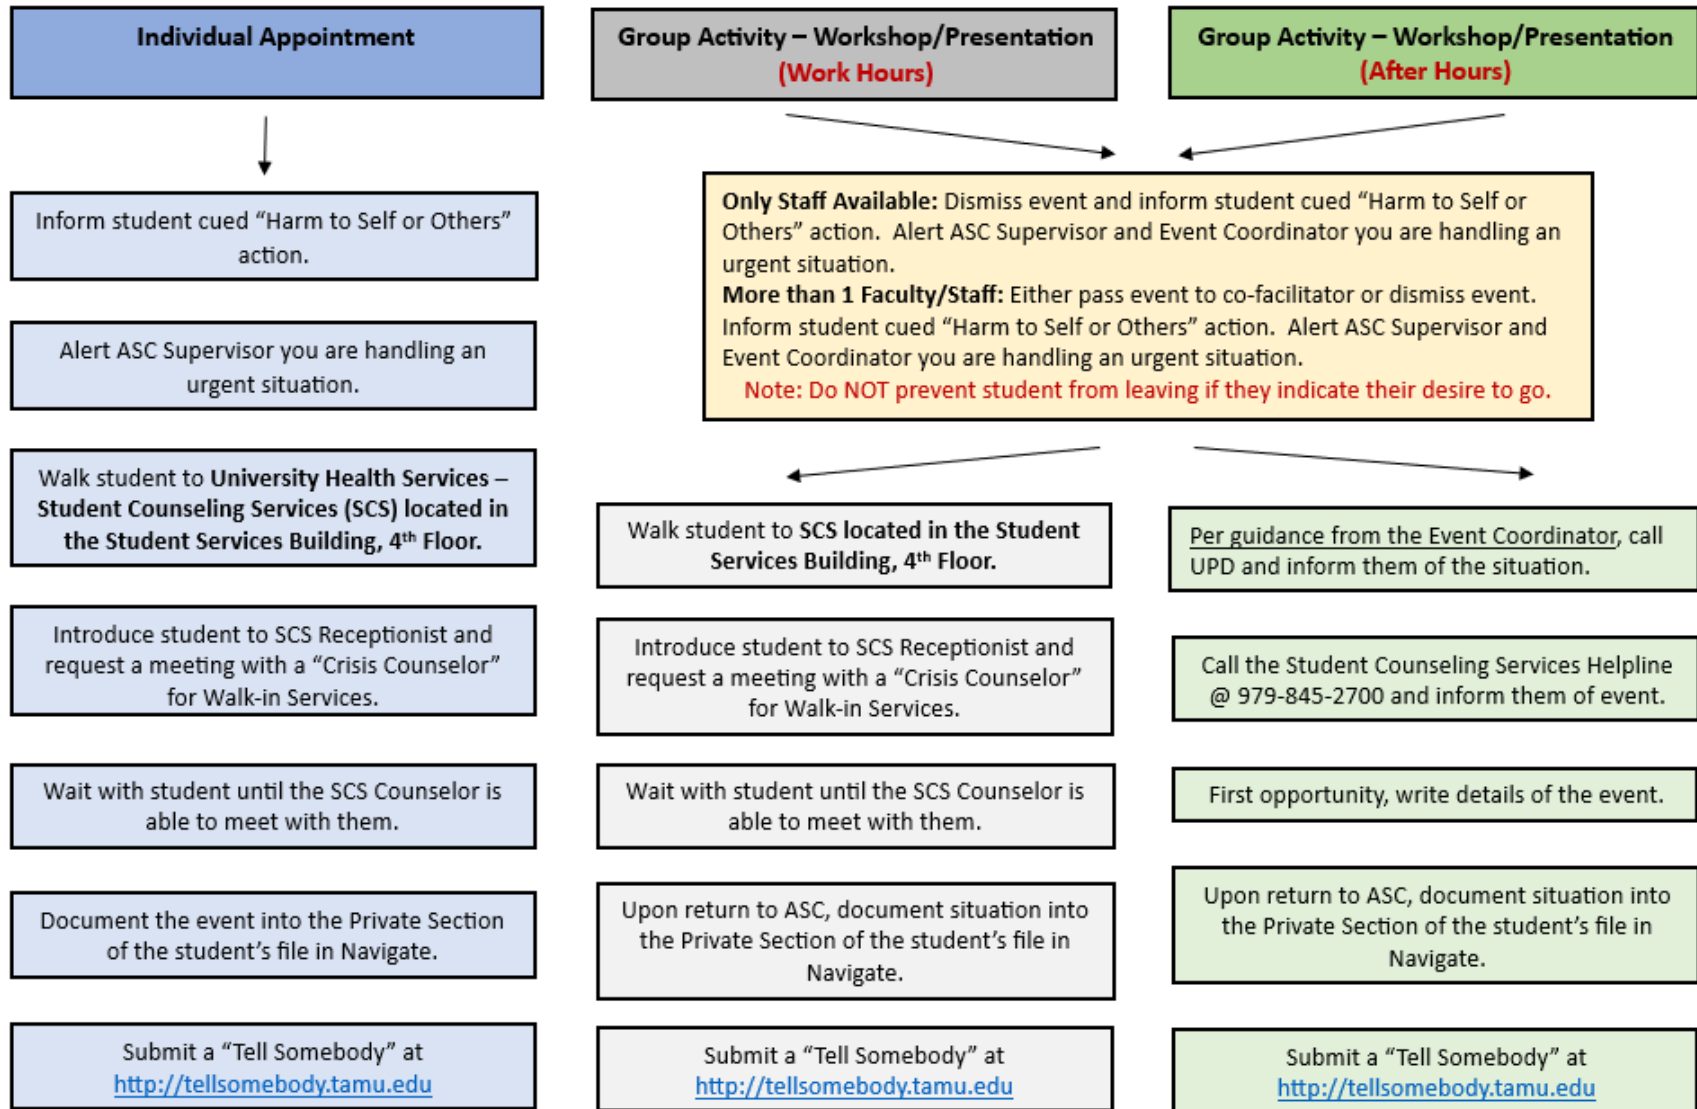 Individual Appointment
Inform student cued “Harm to Self or Others”
action.
Alert ASC Supervisor you are handling an
urgent situation.
Walk student to University Health Services –
Student Counseling Services (SCS) located in
the Student Services Building, 4th Floor.
Introduce student to SCS Receptionist and
request a meeting with a “Crisis Counselor”
for Walk-in Services.
Wait with student until the SCS Counselor is
able to meet with them.
Document the event into the Private Section
of the student’s file in Navigate.
Submit a “Tell Somebody” at
http://tellsomebody.tamu.edu
Group Activity – Workshop/Presentation
(Work Hours)
Group Activity – Workshop/Presentation
(After Hours)
Only Staff Available: Dismiss event and inform student cued “Harm to Self or
Others” action. Alert ASC Supervisor and Event Coordinator you are handling an
urgent situation.
More than 1 Faculty/Staff: Either pass event to co-facilitator or dismiss event.
Inform student cued “Harm to Self or Others” action. Alert ASC Supervisor and
Event Coordinator you are handling an urgent situation.
Note: Do NOT prevent student from leaving if they indicate their desire to go.
Walk student to SCS located in the Student
Services Building, 4th Floor.
Introduce student to SCS Receptionist and
request a meeting with a “Crisis Counselor”
for Walk-in Services.
Wait with student until the SCS Counselor is
able to meet with them.
Upon return to ASC, document situation into
the Private Section of the student’s file in
Navigate.
Submit a “Tell Somebody” at
http://tellsomebody.tamu.edu
Per guidance from the Event Coordinator, call
UPD and inform them of the situation.
Call the Student Counseling Services Helpline
@ 979-845-2700 and inform them of event.
First opportunity, write details of the event.
Upon return to ASC, document situation into
the Private Section of the student’s file in
Navigate.
Submit a “Tell Somebody” at
http://tellsomebody.tamu.edu